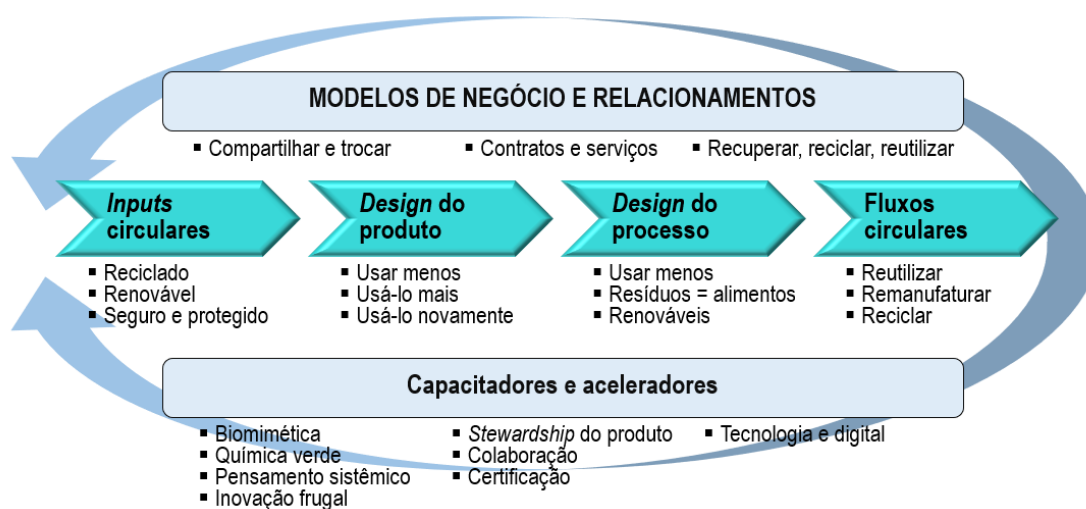 MODELOS DE NEGÓCIO E RELACIONAMENTOS
▪ Compartilhar e trocar
▪ Contratos e serviços
▪ Recuperar, reciclar, reutilizar
Inputs
circulares
▪ Reciclado
▪ Renovável
▪ Seguro e protegido
Design do
produto
▪ Usar menos
▪ Usá-lo mais
▪ Usá-lo novamente
Design do
processo
▪ Usar menos
▪ Resíduos = alimentos
▪ Renováveis
Fluxos
circulares
▪ Reutilizar
▪ Remanufaturar
▪ Reciclar
Capacitadores e aceleradores
▪ Biomimética
▪ Química verde
▪ Pensamento sistêmico
▪ Inovação frugal
▪ Stewardship do produto
▪ Colaboração
▪ Certificação
▪ Tecnologia e digital